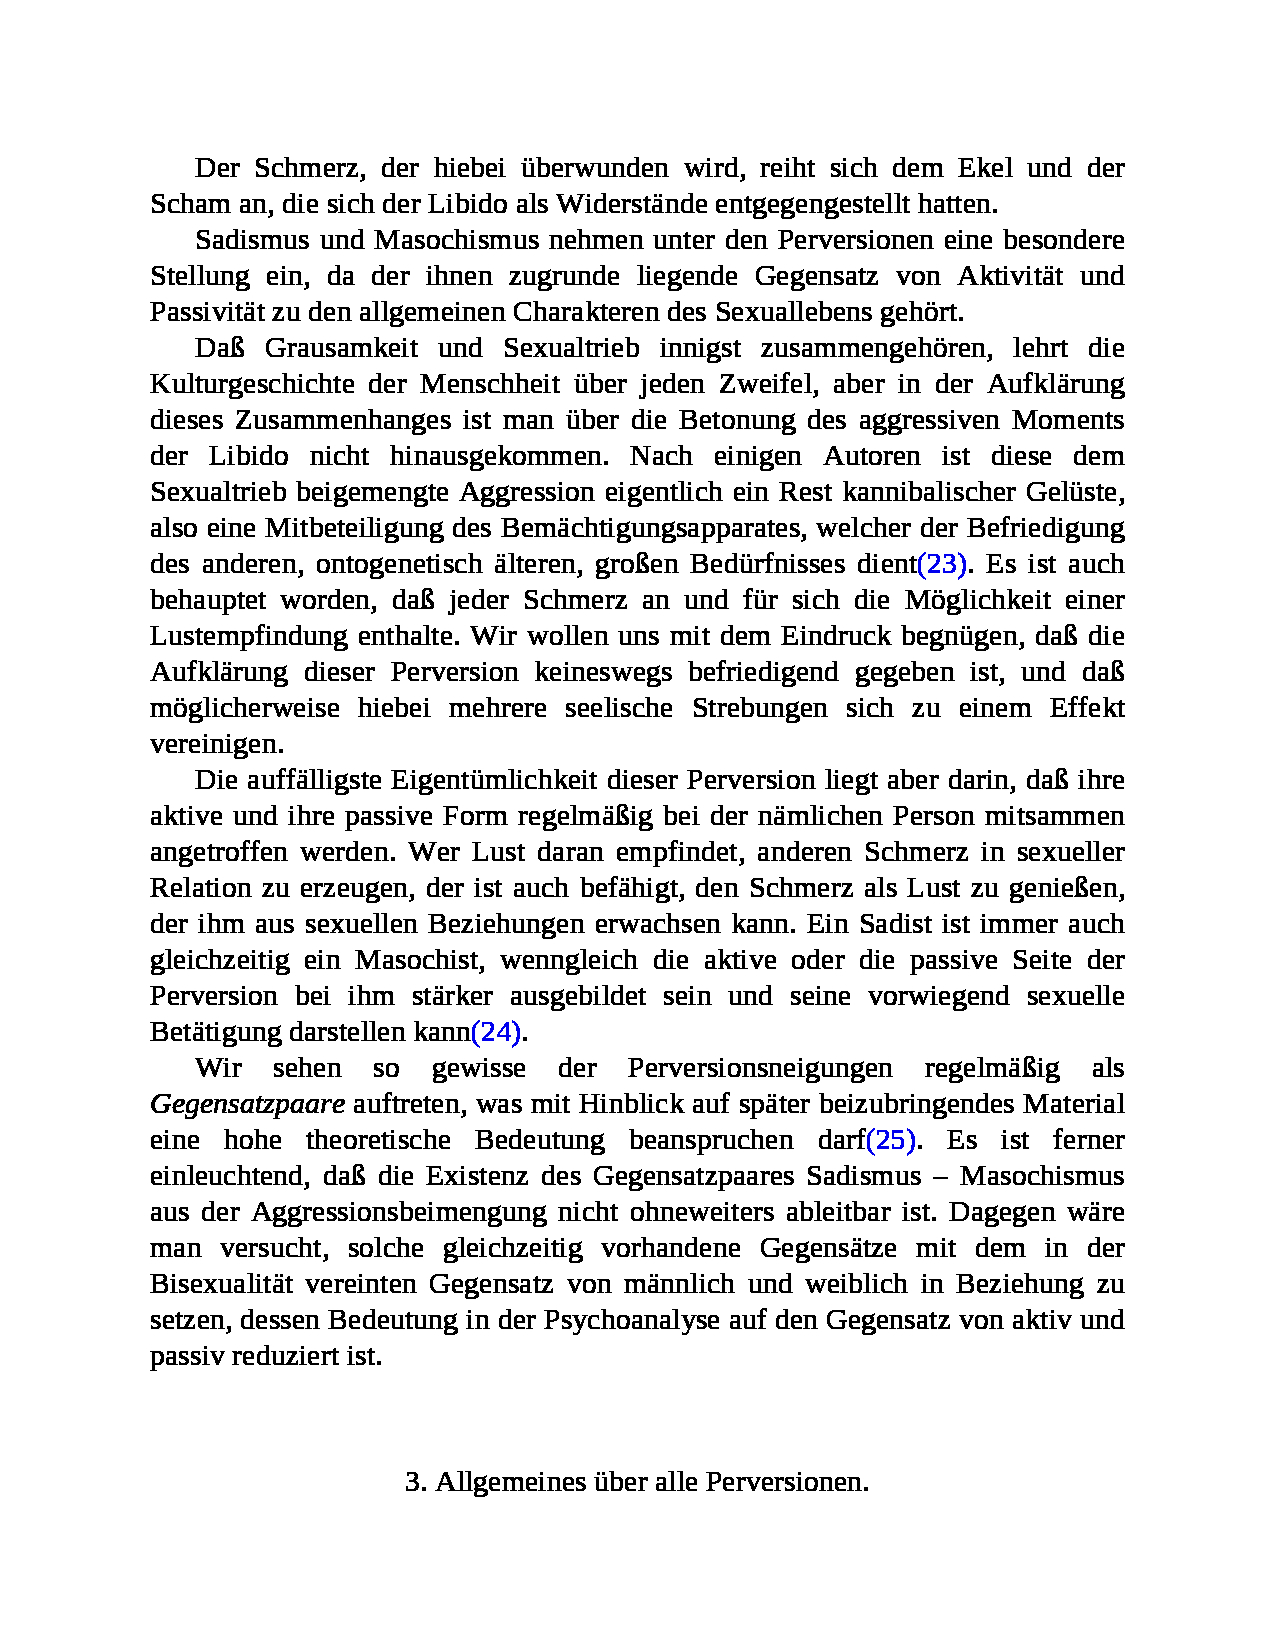 Der Schmerz, der hiebei überwunden wird, reiht sich dem Ekel und der
Scham an, die sich der Libido als Widerstände entgegengestellt hatten.
Sadismus und Masochismus nehmen unter den Perversionen eine besondere
Stellung ein, da der ihnen zugrunde liegende Gegensatz von Aktivität und
Passivität zu den allgemeinen Charakteren des Sexuallebens gehört.
Daß Grausamkeit und Sexualtrieb innigst zusammengehören, lehrt die
Kulturgeschichte der Menschheit über jeden Zweifel, aber in der Aufklärung
dieses Zusammenhanges ist man über die Betonung des aggressiven Moments
der Libido nicht hinausgekommen. Nach einigen Autoren ist diese dem
Sexualtrieb beigemengte Aggression eigentlich ein Rest kannibalischer Gelüste,
also eine Mitbeteiligung des Bemächtigungsapparates, welcher der Befriedigung
des anderen, ontogenetisch älteren, großen Bedürfnisses dient(23). Es ist auch
behauptet worden, daß jeder Schmerz an und für sich die Möglichkeit einer
Lustempfindung enthalte. Wir wollen uns mit dem Eindruck begnügen, daß die
Aufklärung dieser Perversion keineswegs befriedigend gegeben ist, und daß
möglicherweise hiebei mehrere seelische Strebungen sich zu einem Effekt
vereinigen.
Die auffälligste Eigentümlichkeit dieser Perversion liegt aber darin, daß ihre
aktive und ihre passive Form regelmäßig bei der nämlichen Person mitsammen
angetroffen werden. Wer Lust daran empfindet, anderen Schmerz in sexueller
Relation zu erzeugen, der ist auch befähigt, den Schmerz als Lust zu genießen,
der ihm aus sexuellen Beziehungen erwachsen kann. Ein Sadist ist immer auch
gleichzeitig ein Masochist, wenngleich die aktive oder die passive Seite der
Perversion bei ihm stärker ausgebildet sein und seine vorwiegend sexuelle
Betätigung darstellen kann(24).
Wir sehen so gewisse der Perversionsneigungen regelmäßig als
Gegensatzpaare auftreten, was mit Hinblick auf später beizubringendes Material
eine hohe theoretische Bedeutung beanspruchen darf(25). Es ist ferner
einleuchtend, daß die Existenz des Gegensatzpaares Sadismus – Masochismus
aus der Aggressionsbeimengung nicht ohneweiters ableitbar ist. Dagegen wäre
man versucht, solche gleichzeitig vorhandene Gegensätze mit dem in der
Bisexualität vereinten Gegensatz von männlich und weiblich in Beziehung zu
setzen, dessen Bedeutung in der Psychoanalyse auf den Gegensatz von aktiv und
passiv reduziert ist.
3. Allgemeines über alle Perversionen.